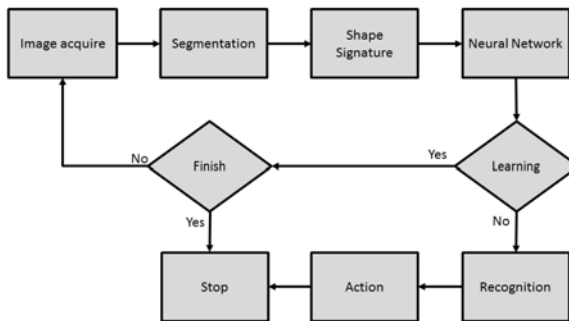 Image acquire
Segmentation
Shape
Signature
Neural Network
No
Finish
Yes
Learning
Yes
No
Stop
Action
Recognition